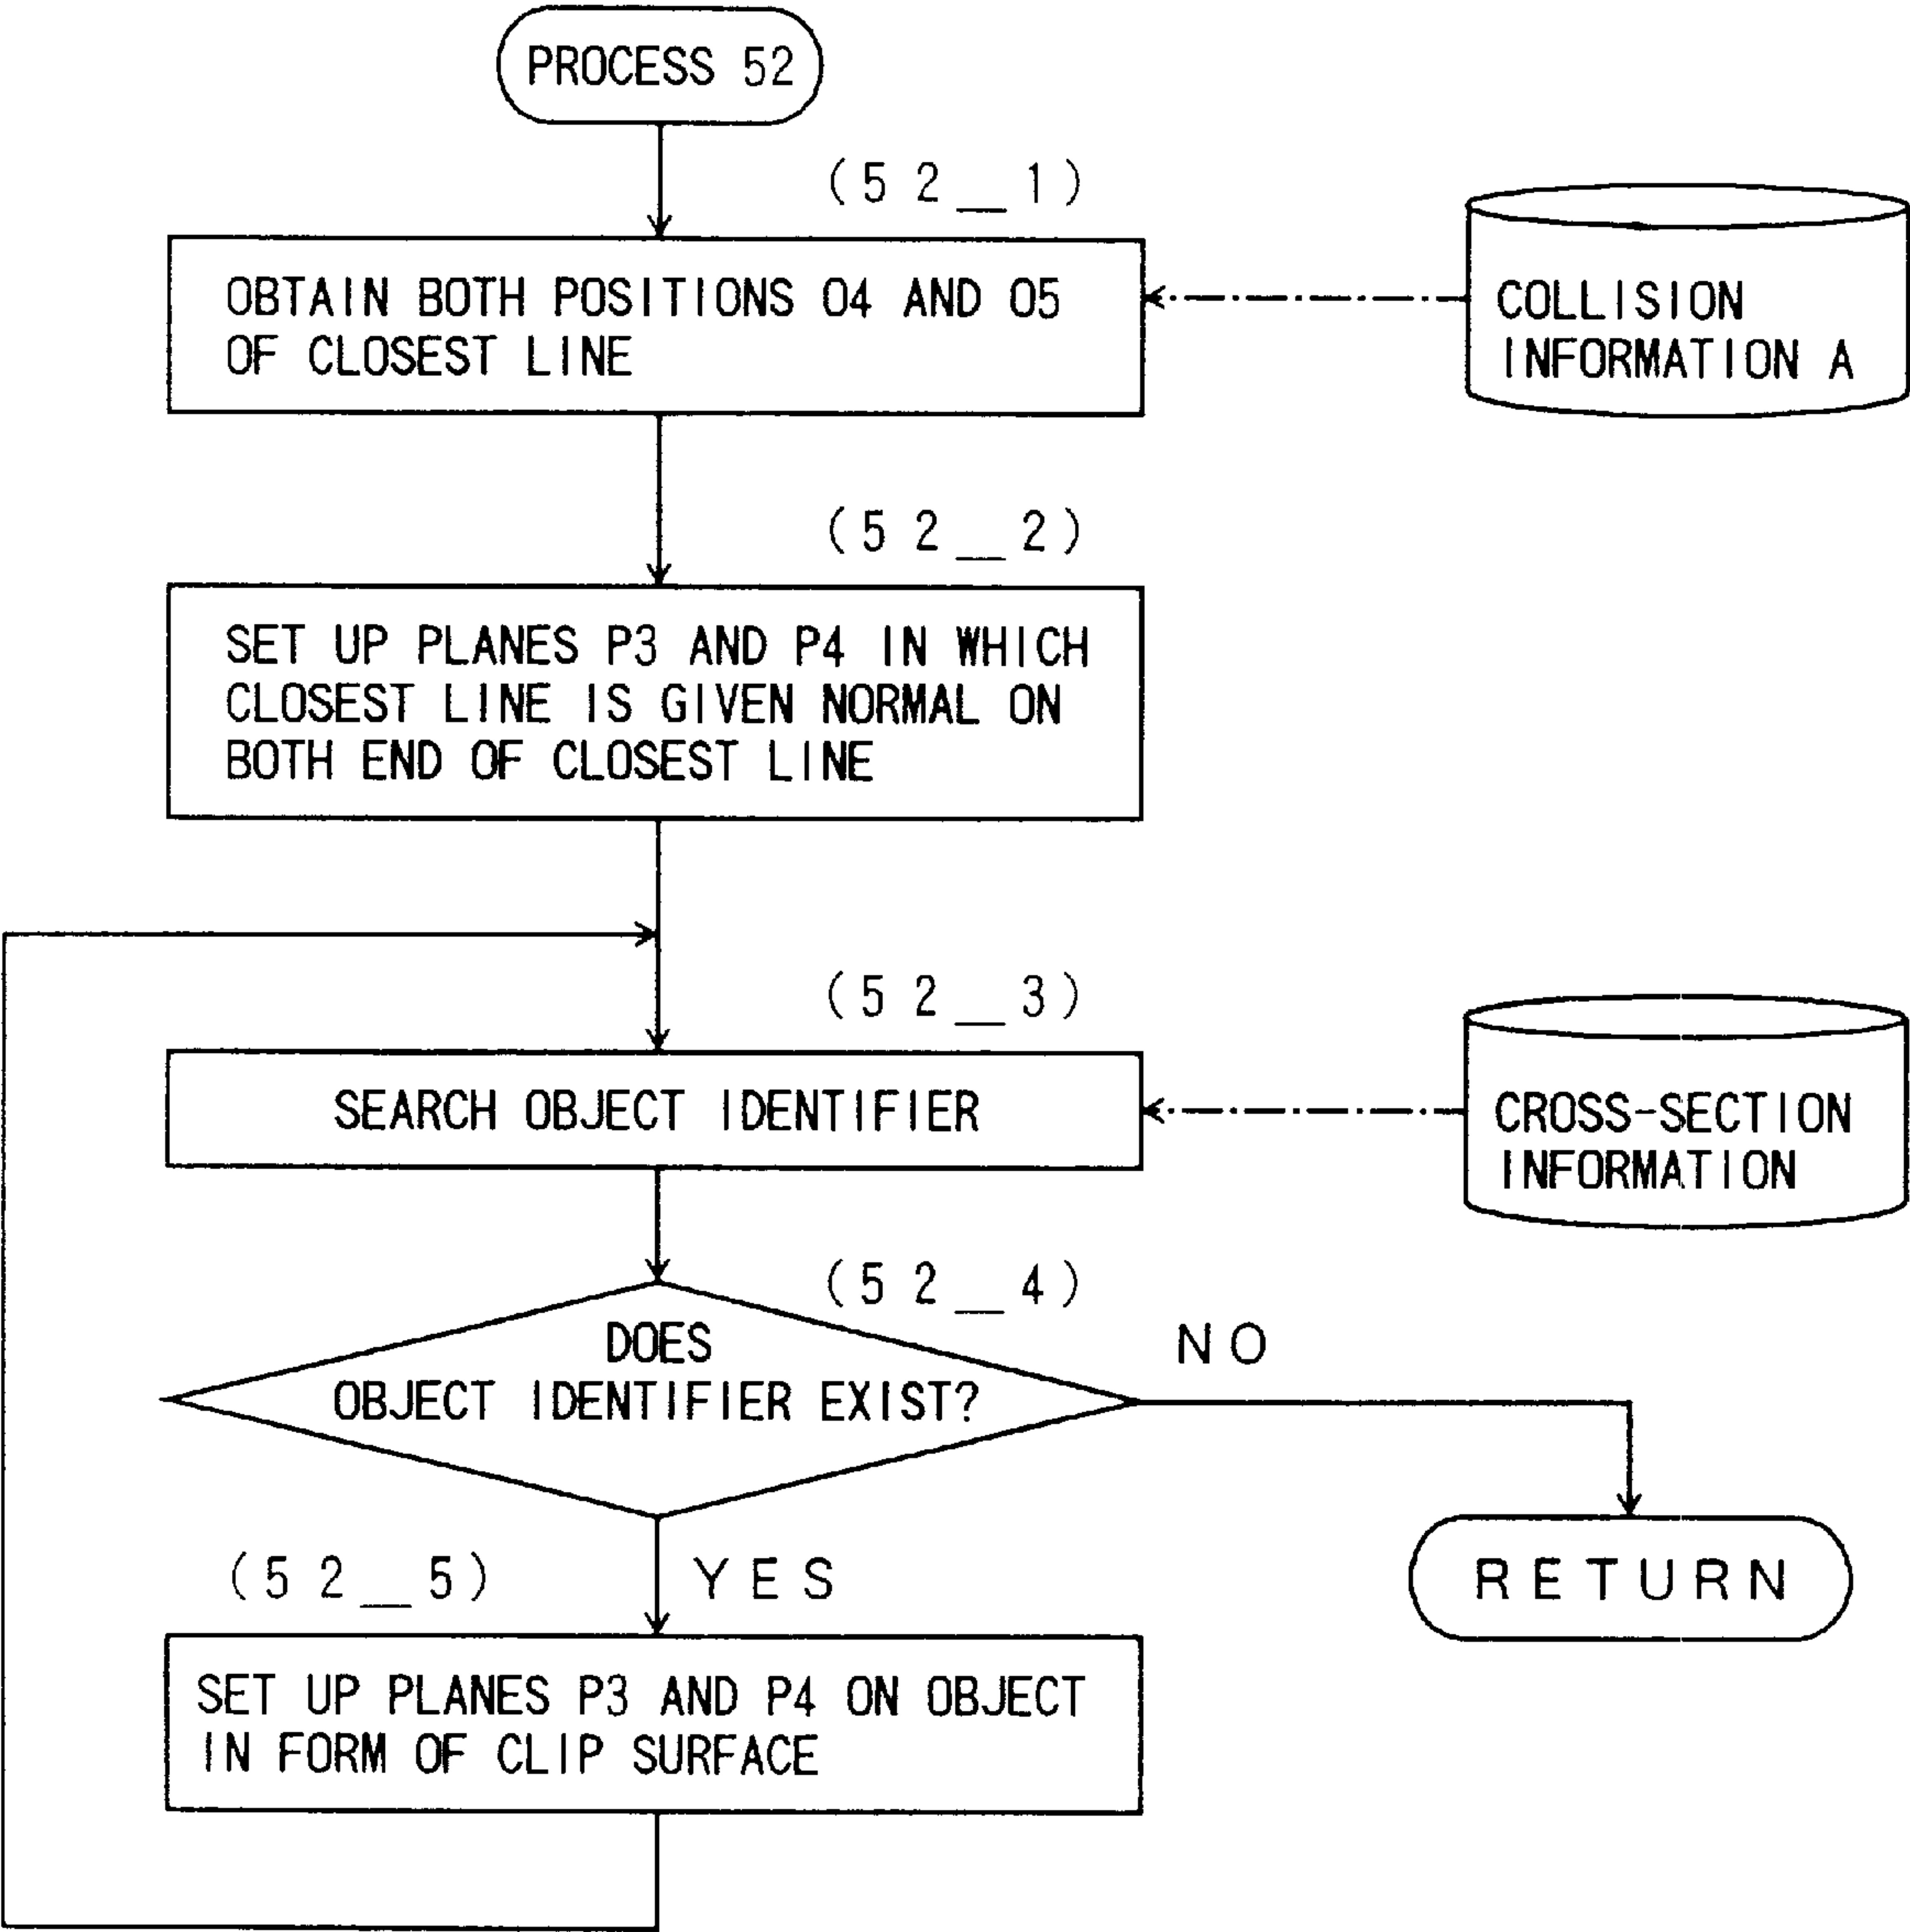 PROCESS 52
(52_1)
OBTAIN BOTH POSITIONS O4 AND O5
OF CLOSEST LINE
COLLISION
INFORMATION A
(52_2)
SET UP PLANES P3 AND P4 IN WHICH
CLOSEST LINE IS GIVEN NORMAL ON
BOTH END OF CLOSEST LINE
(52_3)
SEARCH OBJECT IDENTIFIER
CROSS-SECTION
INFORMATION
(52_4)
DOES
OBJECT IDENTIFIER EXIST?
NO
(52_5)
YES
RETURN
SET UP PLANES P3 AND P4 ON OBJECT
IN FORM OF CLIP SURFACE